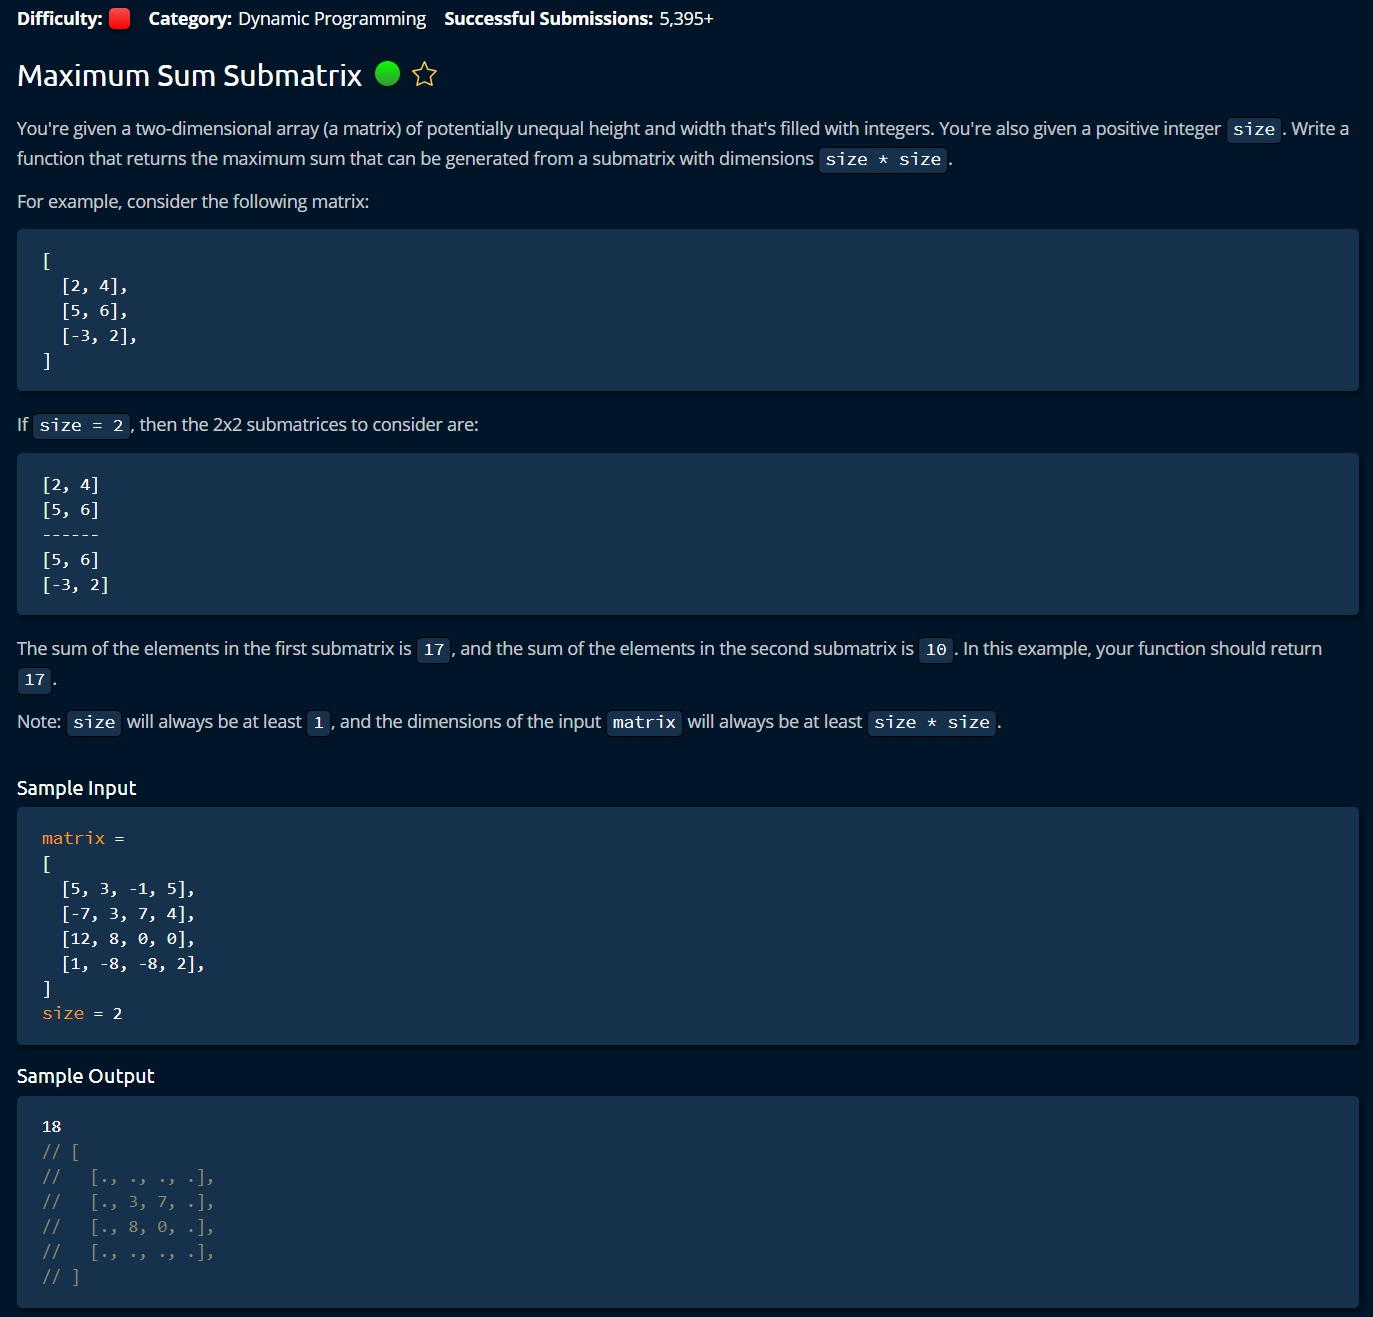 Difficulty: Category: Dynamic Programming Successful Submissions: 5,395+
Maximum Sum Submatrix
You're given a two-dimensional array (a matrix) of potentially unequal height and width that's filled with integers. You're also given a positive integer size. Write a
function that returns the maximum sum that can be generated from a submatrix with dimensions size * size.
For example, consider the following matrix:
[
  [2, 4],
  [5, 6],
  [-3, 2],
]
If size = 2, then the 2x2 submatrices to consider are:
[2, 4]
[5, 6]
------
[5, 6]
[-3, 2]
The sum of the elements in the first submatrix is 17, and the sum of the elements in the second submatrix is 10. In this example, your function should return
17.
Note: size will always be at least 1, and the dimensions of the input matrix will always be at least size * size.
Sample Input
matrix =
[
  [5, 3, -1, 5],
  [-7, 3, 7, 4],
  [12, 8, 0, 0],
  [1, -8, -8, 2],
]
size = 2
Sample Output
18
// [
//   [., ., ., .],
//   [., 3, 7, .],
//   [., 8, 0, .],
//   [., ., ., .],
// ]